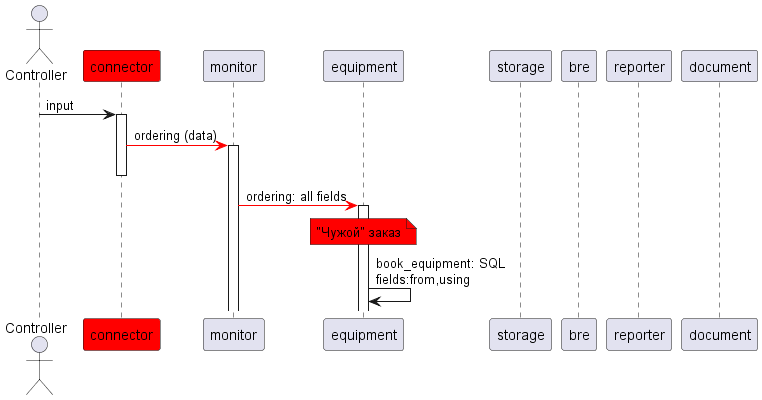 Controller
connector
monitor
equipment
storage
bre
reporter
document
input
ordering (data)
ordering: all fields
"Чужой" заказ
book_equipment: SQL
fields:from,using
Controller
connector
monitor
equipment
storage
bre
reporter
document